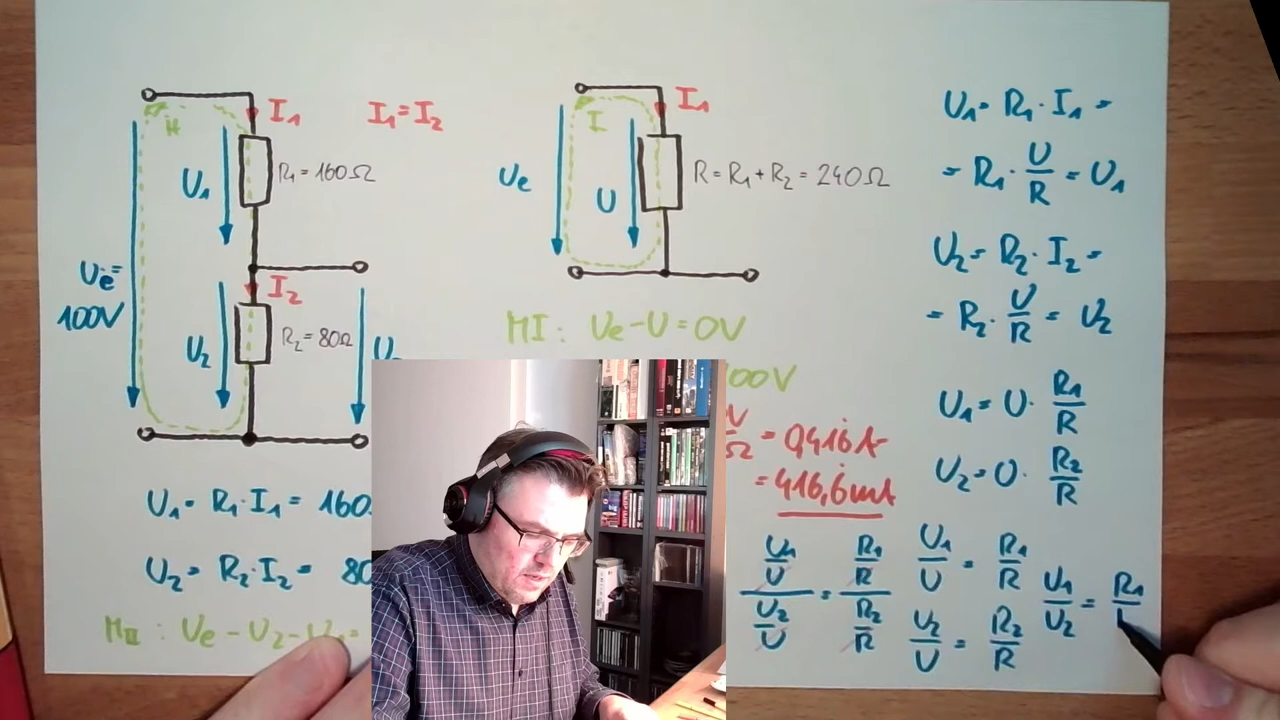 I₁
I₁=I₂
II
U₁
R₁=160Ω
Ue=
100V
I₂
U₂
R₂=80Ω
U₁=R₁·I₁= 160
U₂=R₂·I₂= 80
MII: Ue-U₂-U₁=
I₁
I
Ue
U
R=R₁+R₂=240Ω
MI: Ue-U=0V
100V
=0,416̇A
=416,6̇mA
U₁=R₁·I₁=
=R₁·U/R=U₁
U₂=R₂·I₂=
=R₂·U/R=U₂
U₁=U·R₁/R
U₂=U·R₂/R
(U₁/U)/(U₂/U)=(R₁/R)/(R₂/R)
U₁/U=R₁/R
U₂/U=R₂/R
U₁/U₂=R₁/